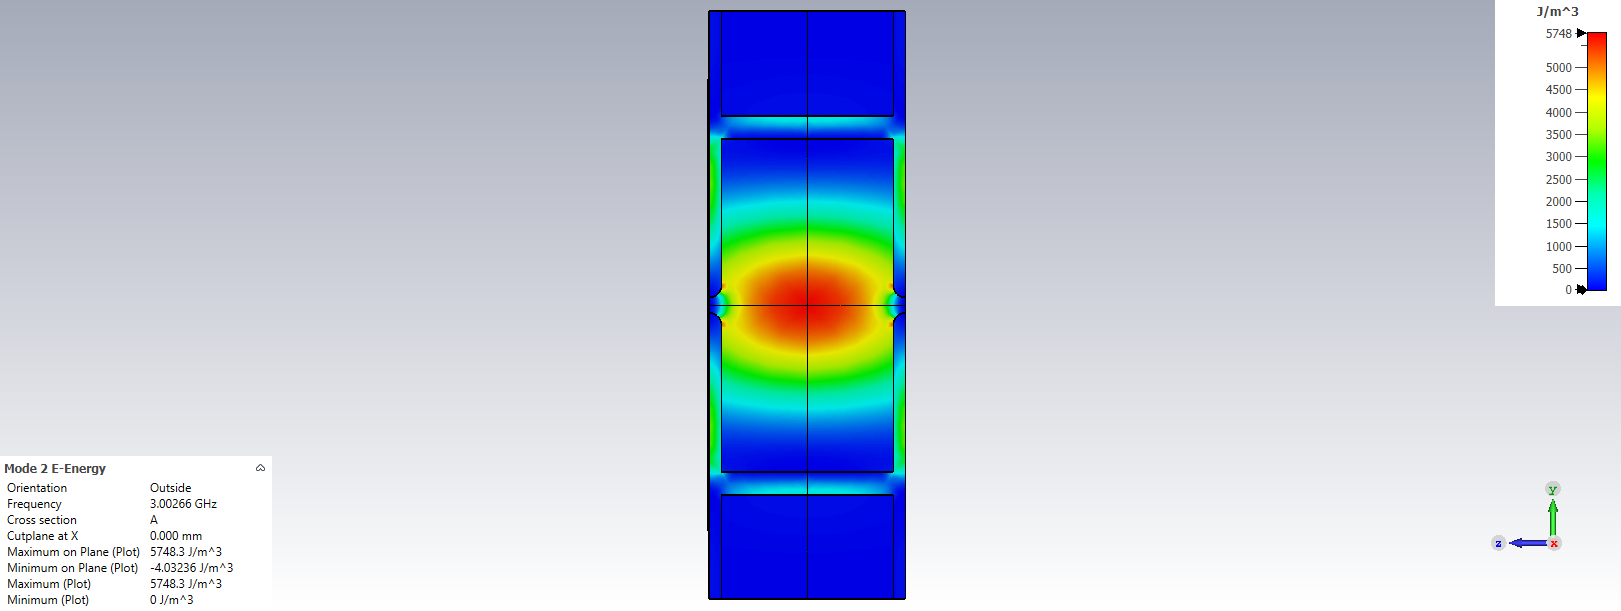 J/m^3
5748
5000
4500
4000
3500
3000
2500
2000
1500
1000
500
0
Mode 2 E-Energy
Orientation Outside
Frequency 3.00266 GHz
Cross section A
Cutplane at X 0.000 mm
Maximum on Plane (Plot) 5748.3 J/m^3
Minimum on Plane (Plot) -4.03236 J/m^3
Maximum (Plot) 5748.3 J/m^3
Minimum (Plot) 0 J/m^3
y
z
x